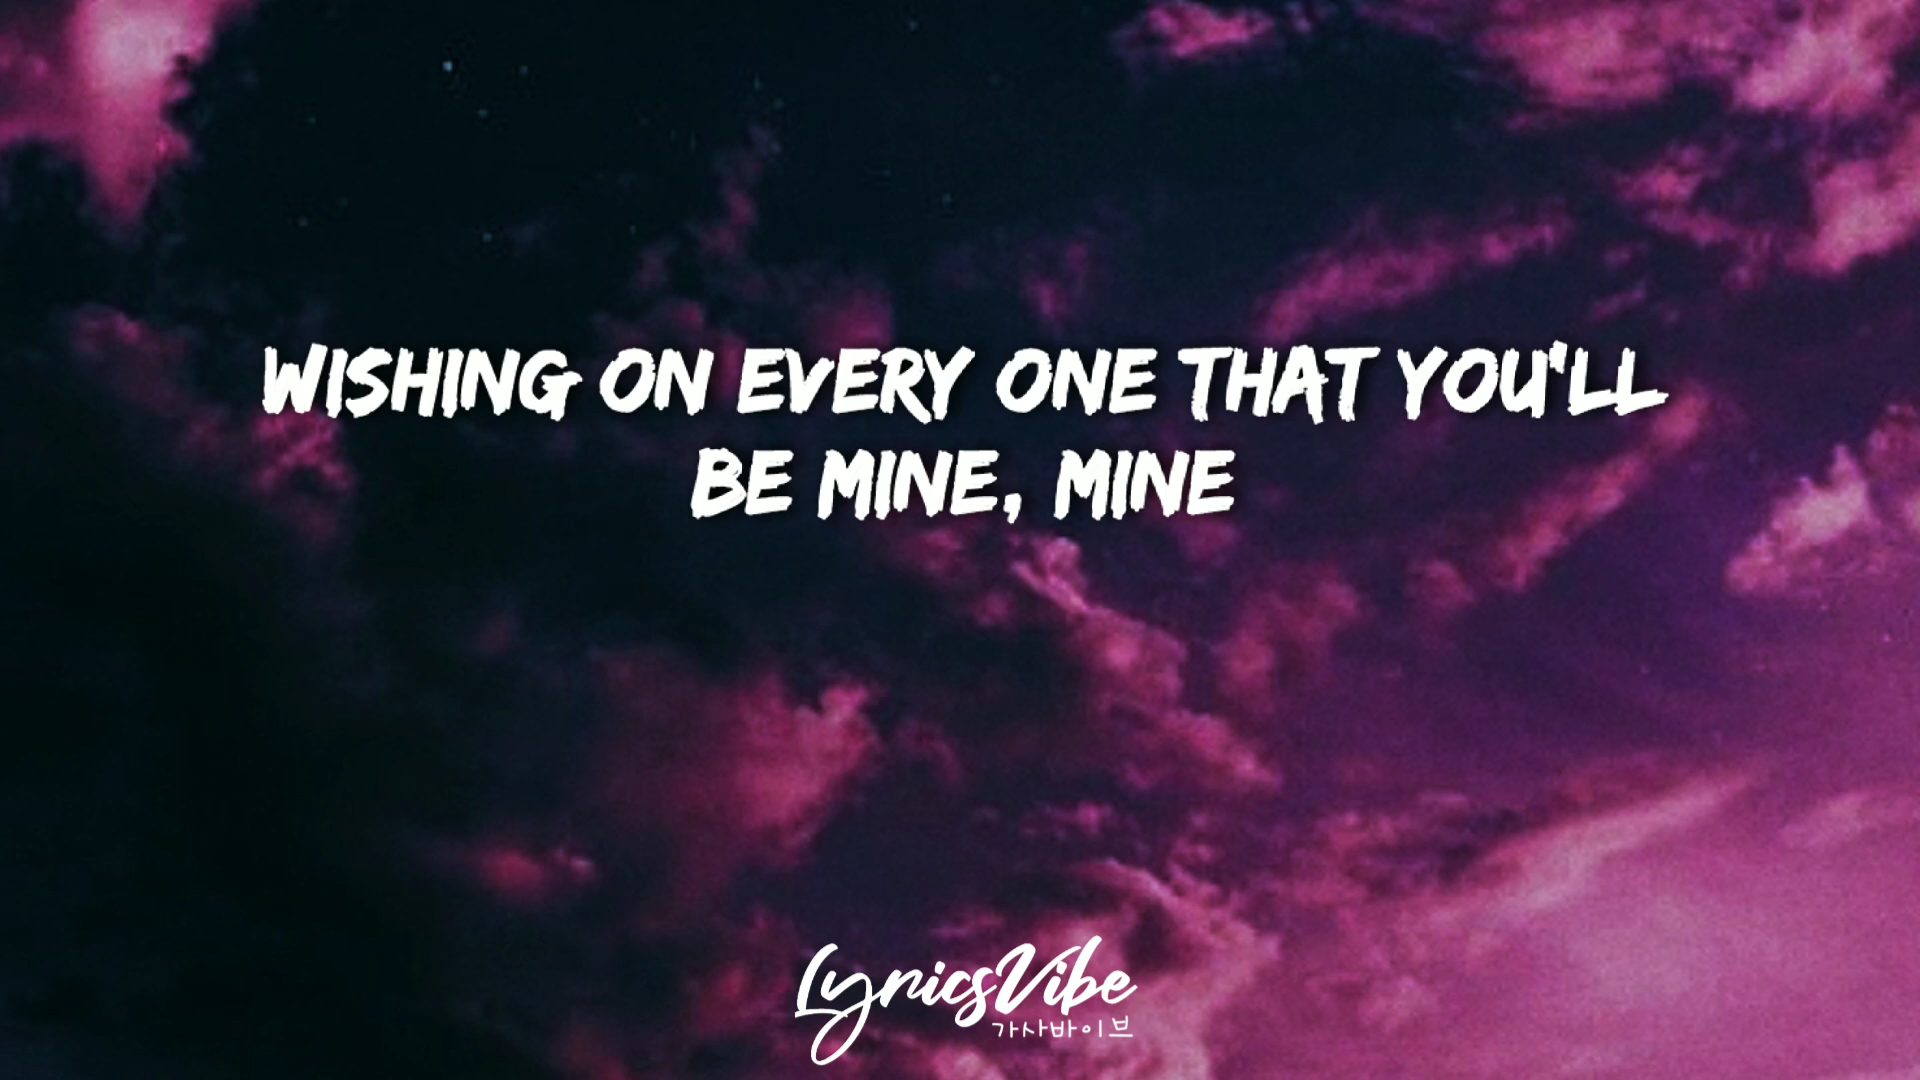 WISHING ON EVERY ONE THAT YOU'LL
BE MINE, MINE
LyricsVibe
가사바이브